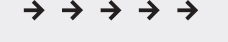 → → → → →